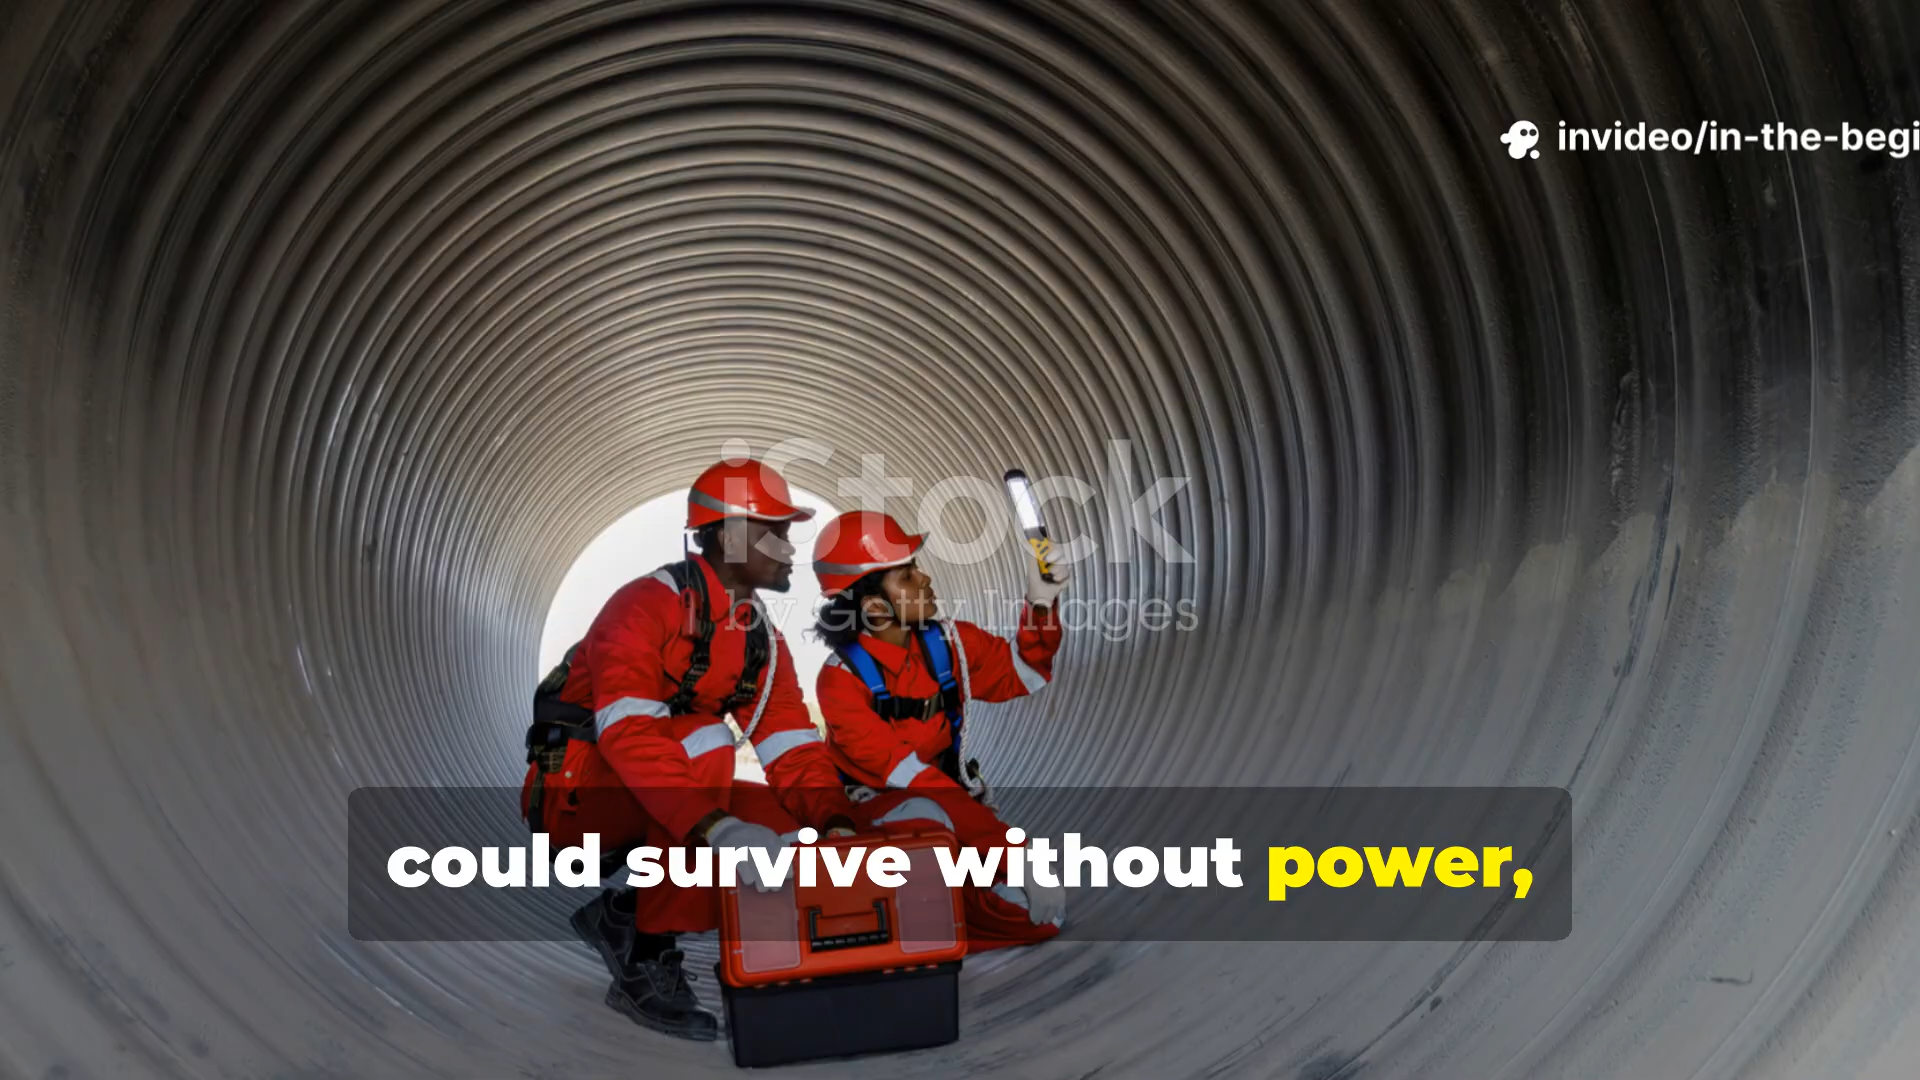 invideo/in-the-begi
iStock
by Getty Images
could survive without power,